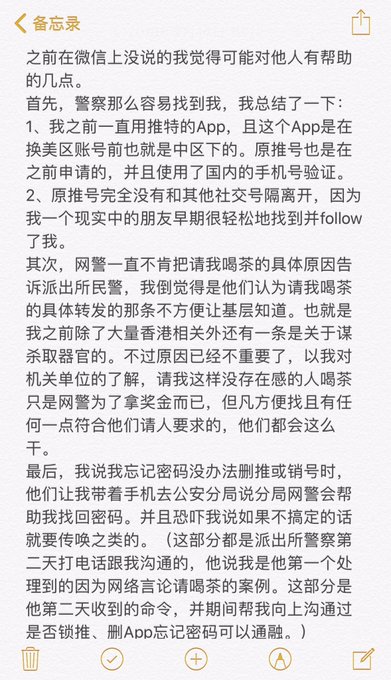 备忘录
之前在微信上没说的我觉得可能对他人有帮助
的几点。
首先，警察那么容易找到我，我总结了一下：
1、我之前一直用推特的App，且这个App是在
换美区账号前也就是中区下的。原推号也是在
之前申请的，并且使用了国内的手机号验证。
2、原推号完全没有和其他社交号隔离开，因为
我一个现实中的朋友早期很轻松地找到并follow
了我。
其次，网警一直不肯把请我喝茶的具体原因告
诉派出所民警，我倒觉得是他们认为请我喝茶
的具体转发的那条不方便让基层知道。也就是
我之前除了大量香港相关外还有一条是关于谋
杀取器官的。不过原因已经不重要了，以我对
机关单位的了解，请我这样没存在感的人喝茶
只是网警为了拿奖金而已，但凡方便找且有任
何一点符合他们请人要求的，他们都会这么
干。
最后，我说我忘记密码没办法删推或销号时，
他们让我带着手机去公安分局说分局网警会帮
助我找回密码。并且恐吓我说如果不搞定的话
就要传唤之类的。（这部分都是派出所警察第
二天打电话跟我沟通的，他说我是他第一个处
理到的因为网络言论请喝茶的案例。这部分是
他第二天收到的命令，并期间帮我向上沟通过
是否锁推、删App忘记密码可以通融。）